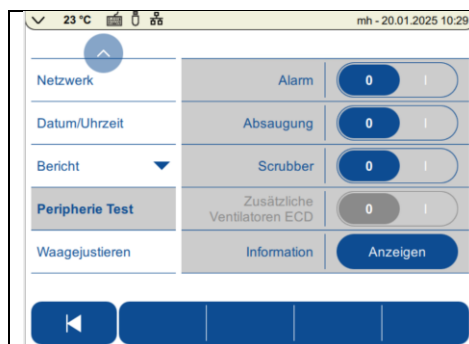 23 °C mh - 20.01.2025 10:29
Netzwerk
Alarm 0 I
Datum/Uhrzeit
Absaugung 0 I
Bericht
Scrubber 0 I
Peripherie Test
Zusätzliche
Ventilatoren ECD 0 I
Waagejustieren
Information Anzeigen